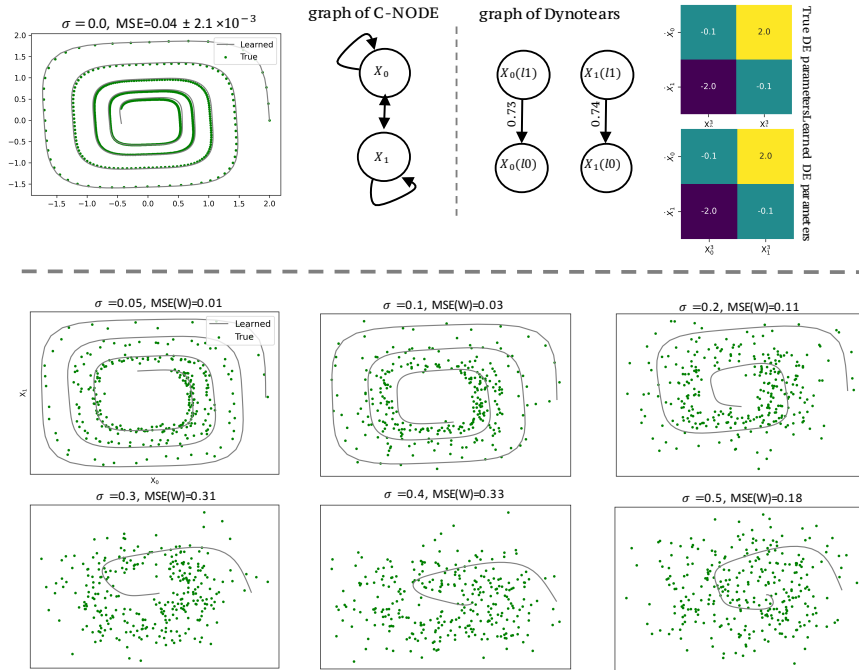 σ = 0.0, MSE=0.04 ± 2.1 ×10⁻³
2.0
1.5
1.0
0.5
0.0
−0.5
−1.0
−1.5
Learned
True
−1.5
−1.0
−0.5
0.0
0.5
1.0
1.5
2.0
graph of C-NODE
X₀
X₁
graph of Dynotears
X₀(l1)
X₁(l1)
0.73
0.74
X₀(l0)
X₁(l0)
True DE parameters
-0.1
2.0
-2.0
-0.1
Learned DE parameters
Ẋ₀
Ẋ₁
-0.1
2.0
-2.0
-0.1
X₀³
X₁³
σ =0.05, MSE(W)=0.01
Learned
True
X₁
X₀
σ =0.1, MSE(W)=0.03
σ =0.2, MSE(W)=0.11
σ =0.3, MSE(W)=0.31
σ =0.4, MSE(W)=0.33
σ =0.5, MSE(W)=0.18